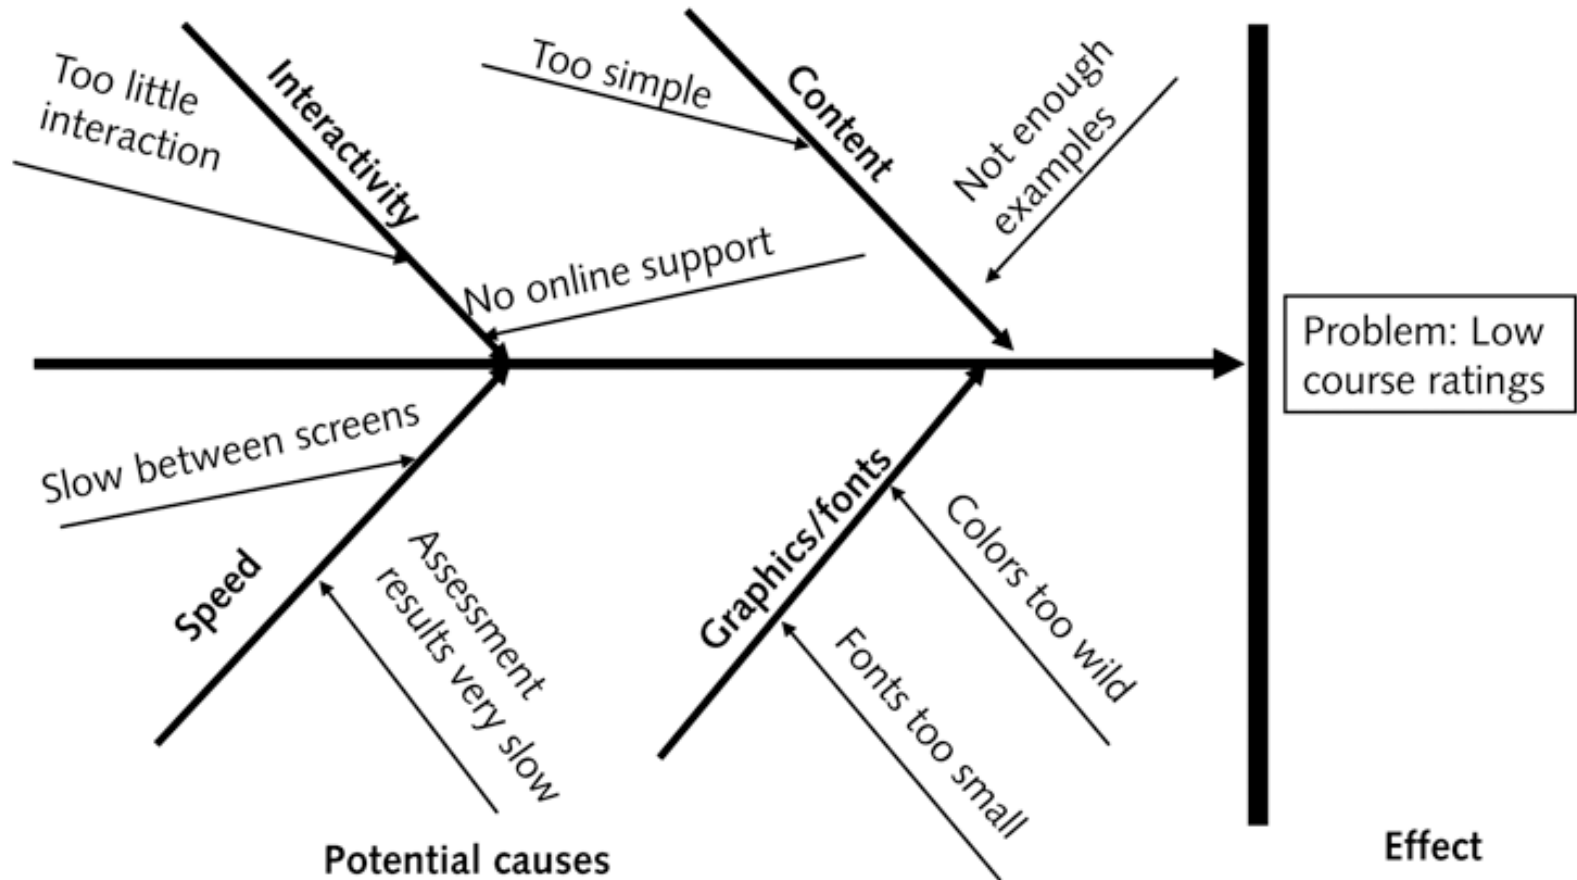 Too little
interaction
Interactivity
Too simple
Content
Not enough
examples
No online support
Problem: Low
course ratings
Slow between screens
Speed
Assessment
results very slow
Graphics/fonts
Colors too wild
Fonts too small
Potential causes
Effect